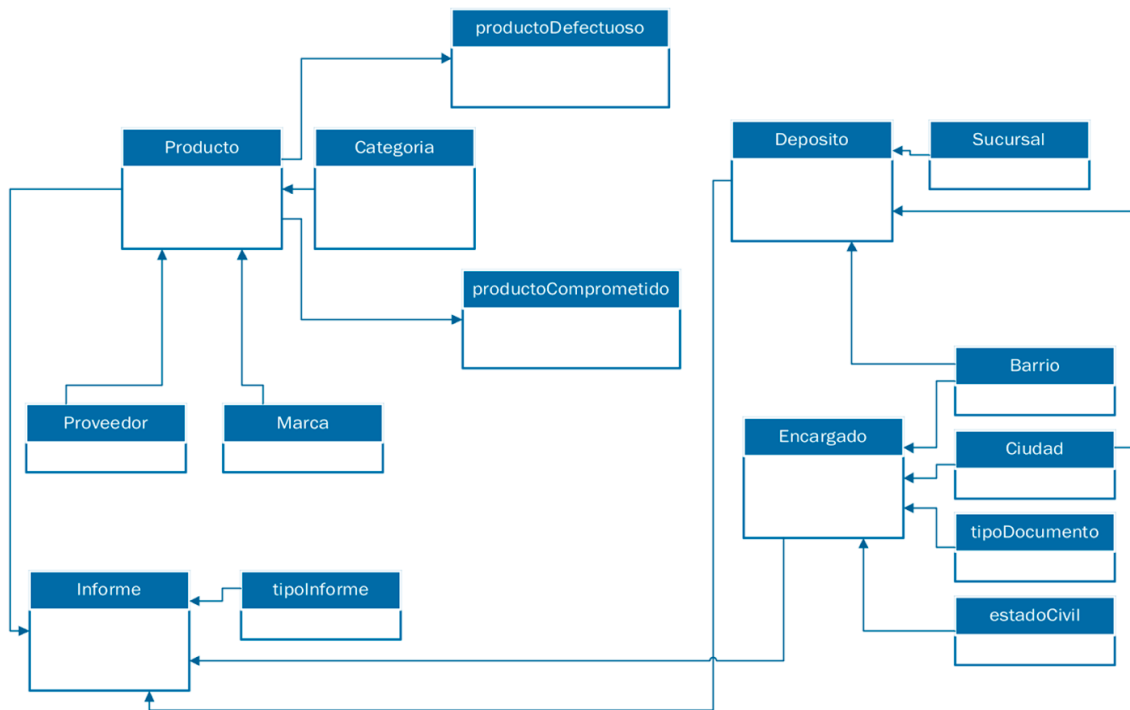 productoDefectuoso
Producto
Categoria
Deposito
Sucursal
productoComprometido
Barrio
Proveedor
Marca
Encargado
Ciudad
tipoDocumento
Informe
tipoInforme
estadoCivil